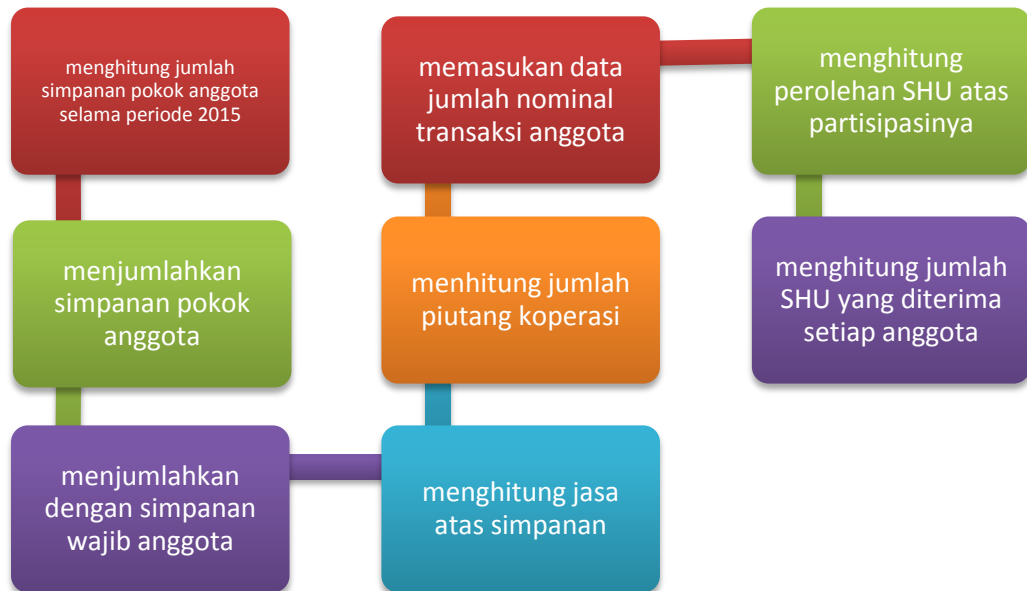 menghitung jumlah
simpanan pokok anggota
selama periode 2015
menjumlahkan
simpanan pokok
anggota
menjumlahkan
dengan simpanan
wajib anggota
menghitung jasa
atas simpanan
menhitung jumlah
piutang koperasi
memasukan data
jumlah nominal
transaksi anggota
menghitung
perolehan SHU atas
partisipasinya
menghitung jumlah
SHU yang diterima
setiap anggota